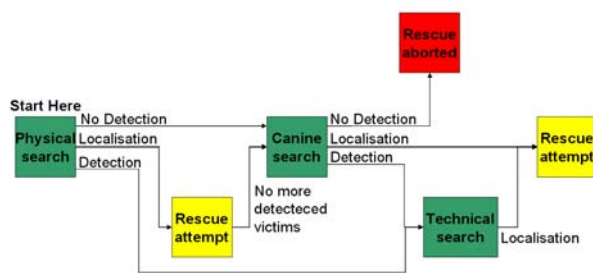 Rescue
aborted
Start Here
No Detection
No Detection
Physical
search
Localisation
Canine
search
Localisation
Rescue
attempt
Detection
Detection
Rescue
attempt
No more
detecteced
victims
Technical
search
Localisation